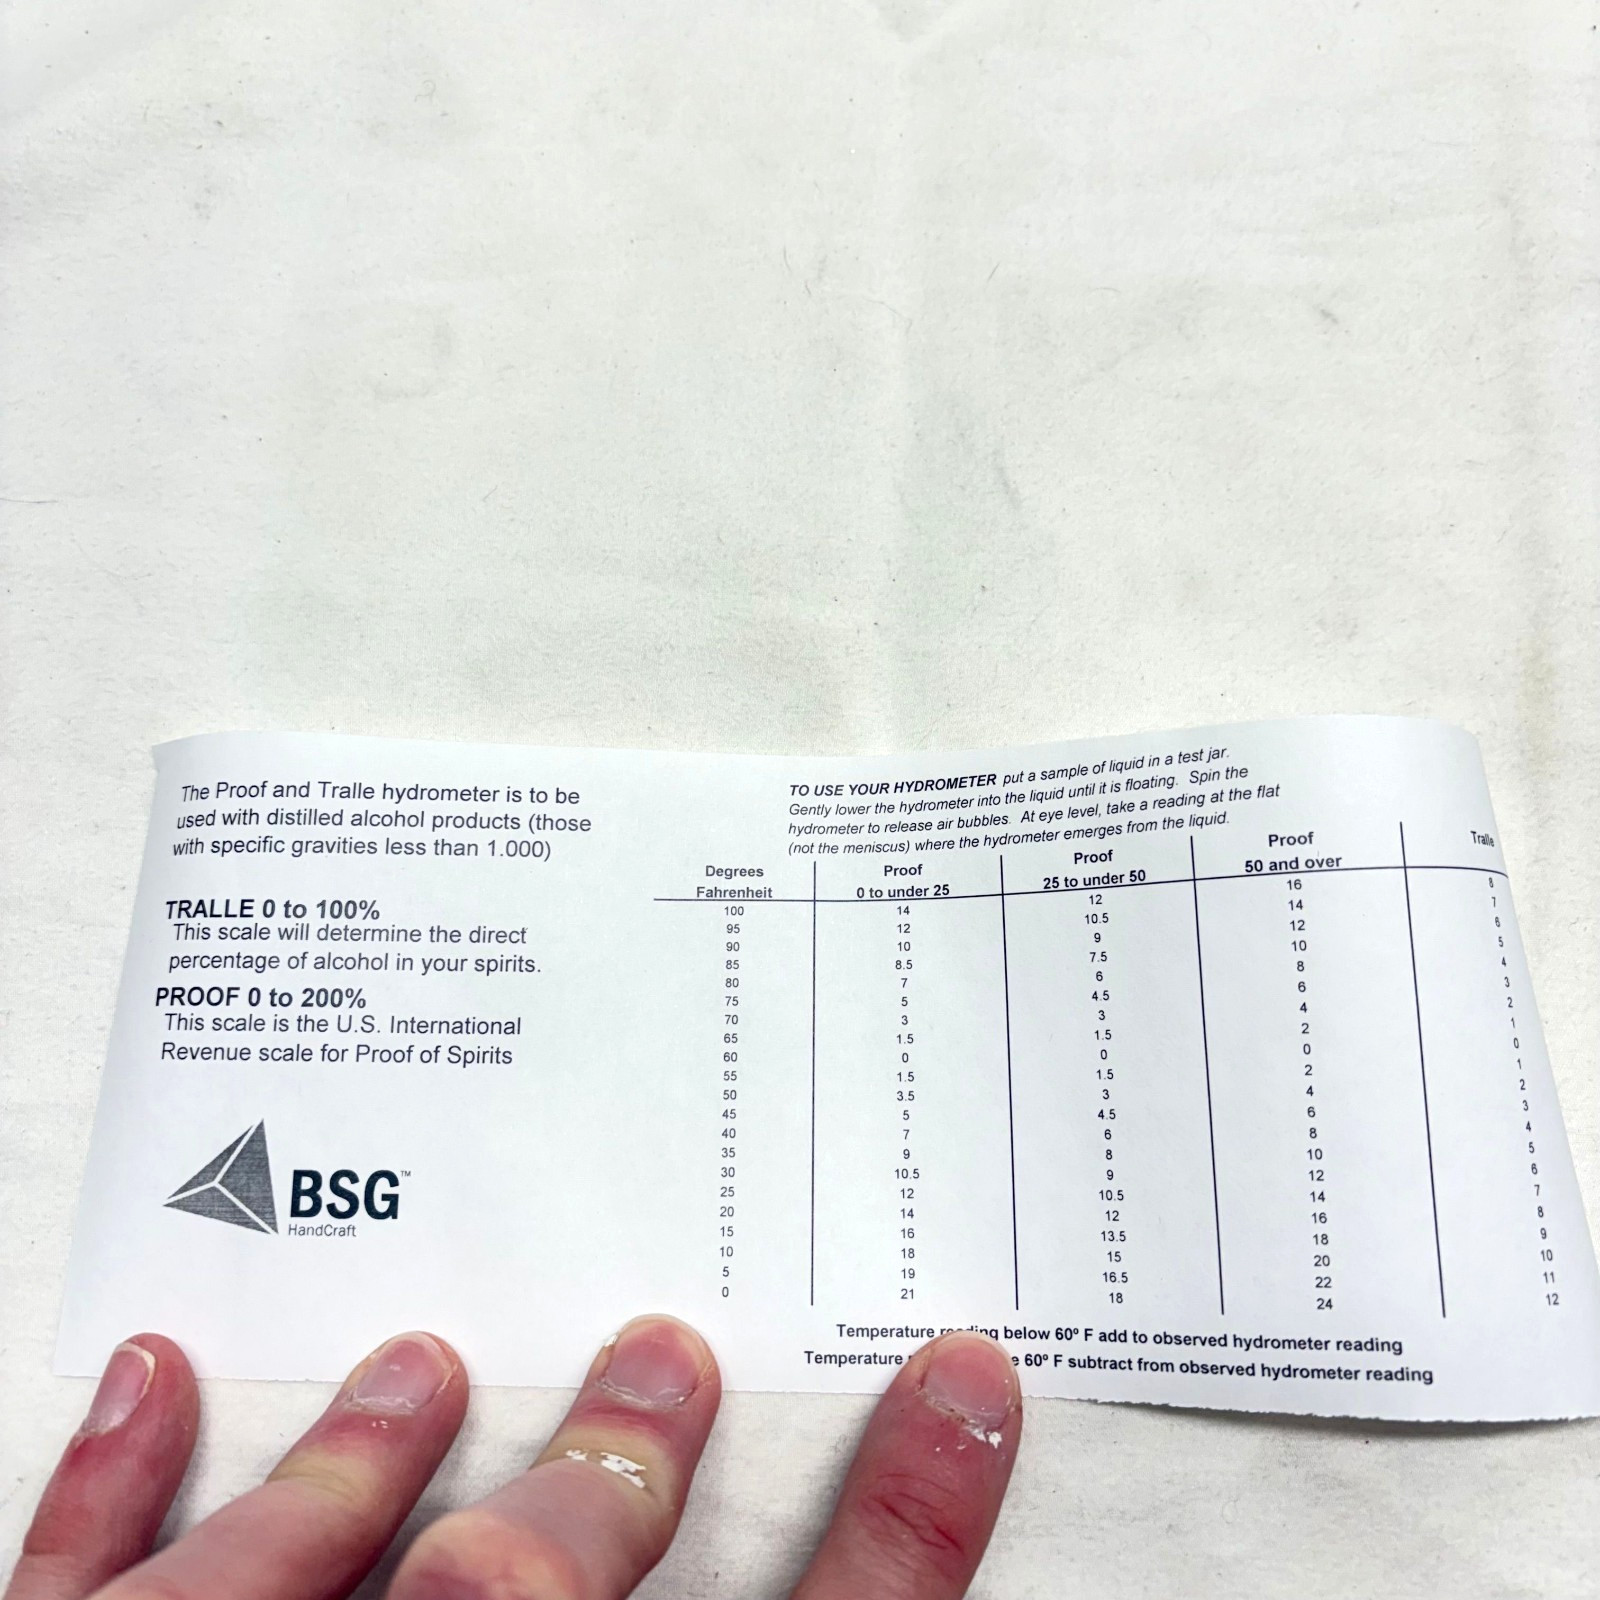 The Proof and Tralle hydrometer is to be
used with distilled alcohol products (those
with specific gravities less than 1.000)
TRALLE 0 to 100%
This scale will determine the direct
percentage of alcohol in your spirits.
PROOF 0 to 200%
This scale is the U.S. International
Revenue scale for Proof of Spirits
BSG™
HandCraft
TO USE YOUR HYDROMETER put a sample of liquid in a test jar.
Gently lower the hydrometer into the liquid until it is floating. Spin the
hydrometer to release air bubbles. At eye level, take a reading at the flat
(not the meniscus) where the hydrometer emerges from the liquid.
Degrees Proof Proof Proof Tralle
Fahrenheit 0 to under 25 25 to under 50 50 and over
100 14 12 16 8
95 12 10.5 14 7
90 10 9 12 6
85 8.5 7.5 10 5
80 7 6 8 4
75 5 4.5 6 3
70 3 3 4 2
65 1.5 1.5 2 1
60 0 0 0 0
55 1.5 1.5 2 1
50 3.5 3 4 2
45 5 4.5 6 3
40 7 6 8 4
35 9 8 10 5
30 10.5 9 12 6
25 12 10.5 14 7
20 14 12 16 8
15 16 13.5 18 9
10 18 15 20 10
5 19 16.5 22 11
0 21 18 24 12
Temperature below 60º F add to observed hydrometer reading
Temperature 60º F subtract from observed hydrometer reading